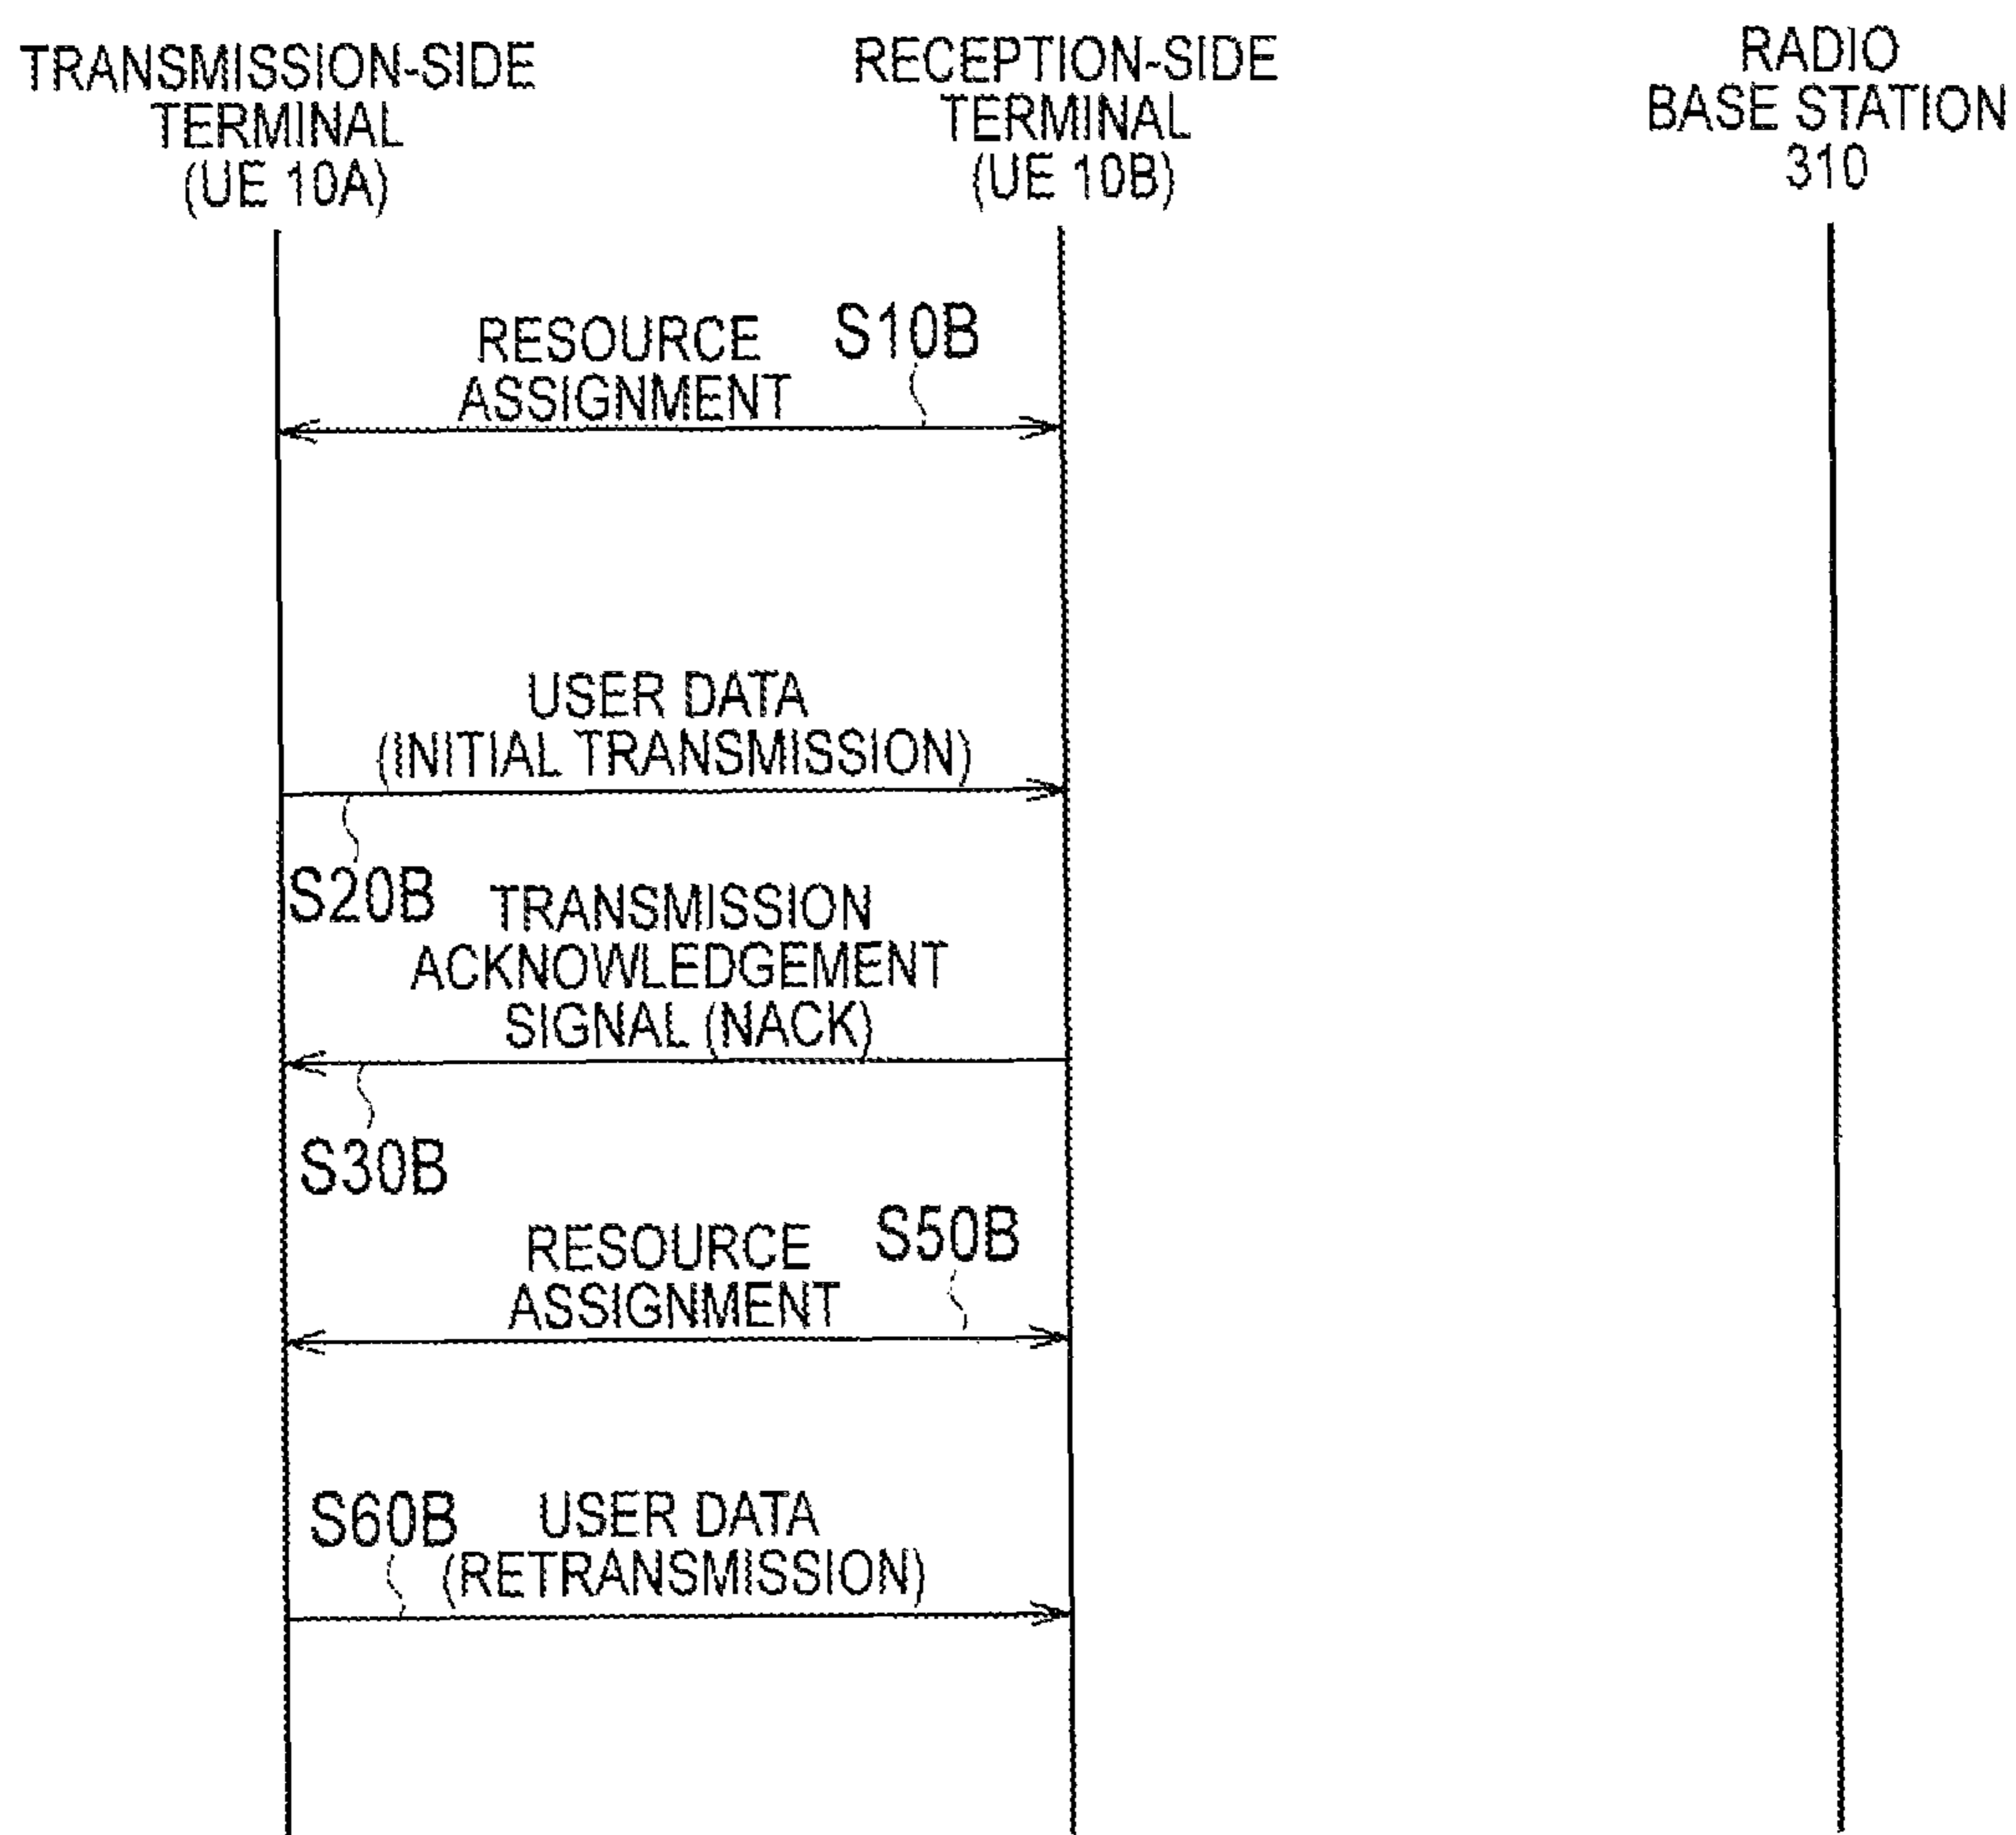 TRANSMISSION-SIDE
TERMINAL
(UE 10A)
RECEPTION-SIDE
TERMINAL
(UE 10B)
RADIO
BASE STATION
310
RESOURCE
ASSIGNMENT
S10B
USER DATA
(INITIAL TRANSMISSION)
S20B
TRANSMISSION
ACKNOWLEDGEMENT
SIGNAL (NACK)
S30B
RESOURCE
ASSIGNMENT
S50B
S60B
USER DATA
(RETRANSMISSION)